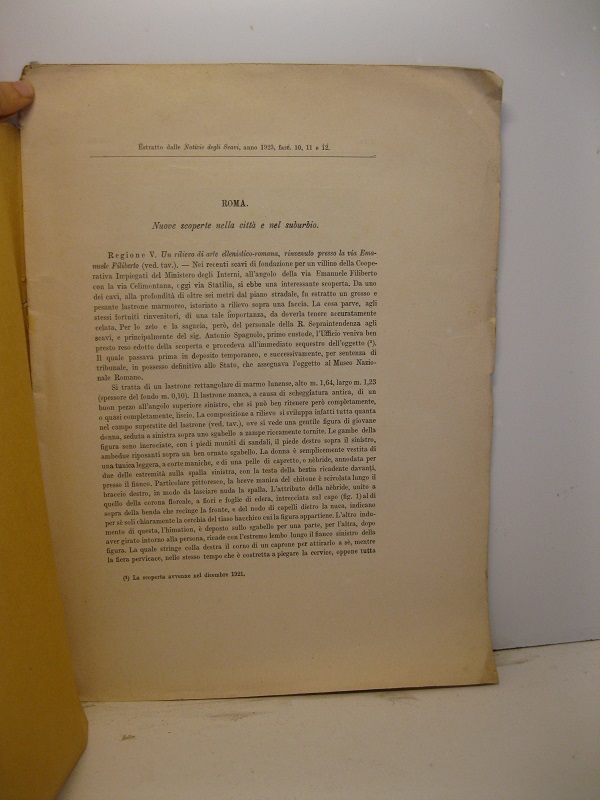 Estratto dalle Notizie degli Scavi, anno 1923, fasc. 10, 11 e 12.
ROMA.
Nuove scoperte nella città e nel suburbio.
Regione V. Un rilievo di arte ellenistico-romana, rinvenuto presso la via Ema-
nuele Filiberto (ved. tav.). — Nei recenti scavi di fondazione per un villino della Coope-
rativa Impiegati del Ministero degli Interni, all'angolo della via Emanuele Filiberto
con la via Celimontana, oggi via Statilia, si ebbe una interessante scoperta. Da uno
dei cavi, alla profondità di oltre sei metri dal piano stradale, fu estratto un grosso e
pesante lastrone marmoreo, istoriato a rilievo sopra una faccia. La cosa parve, agli
stessi fortuiti rinvenitori, di una tale importanza, da doverla tenere accuratamente
celata. Per lo zelo e la sagacia, però, del personale della R. Sopraintendenza agli
scavi, e principalmente del sig. Antonio Spagnolo, primo custode, l'Ufficio veniva ben
presto reso edotto della scoperta e procedeva all'immediato sequestro dell'oggetto (¹).
Il quale passava prima in deposito temporaneo, e successivamente, per sentenza di
tribunale, in possesso definitivo allo Stato, che assegnava l'oggetto al Museo Nazio-
nale Romano.
Si tratta di un lastrone rettangolare di marmo lunense, alto m. 1,64, largo m. 1,23
(spessore del fondo m. 0,10). Il lastrone manca, a causa di scheggiatura antica, di un
buon pezzo all'angolo superiore sinistro, che si può ben ritenere però completamente,
o quasi completamente, liscio. La composizione a rilievo si sviluppa infatti tutta quanta
nel campo superstite del lastrone (ved. tav.), ove si vede una gentile figura di giovane
donna, seduta a sinistra sopra uno sgabello a zampe riccamente tornite. Le gambe della
figura sono incrociate, con i piedi muniti di sandali, il piede destro sopra il sinistro,
ambedue riposanti sopra un ben ornato sgabello. La donna è semplicemente vestita di
una tunica leggera, a corte maniche, e di una pelle di capretto, o nèbride, annodata per
due delle estremità sulla spalla sinistra, con la testa della bestia ricadente davanti,
presso il fianco. Particolare pittoresco, la breve manica del chitone è scivolata lungo il
braccio destro, in modo da lasciare nuda la spalla. L'attributo della nèbride, unito a
quello della corona floreale, a fiori e foglie di edera, intrecciata sul capo (fig. 1) al di
sopra della benda che recinge la fronte, e del nodo di capelli dietro la nuca, indicano
per sè soli chiaramente la cerchia del tiaso bacchico cui la figura appartiene. L'altro indu-
mento di questa, l'himation, è deposto sullo sgabello per una parte, per l'altra, dopo
aver girato intorno alla persona, ricade con l'estremo lembo lungo il fianco sinistro della
figura. La quale stringe colla destra il corno di un caprone per attirarlo a sè, mentre
la fiera pervicace, nello stesso tempo che è costretta a piegare la cervice, oppone tutta
(¹) La scoperta avvenne nel dicembre 1921.